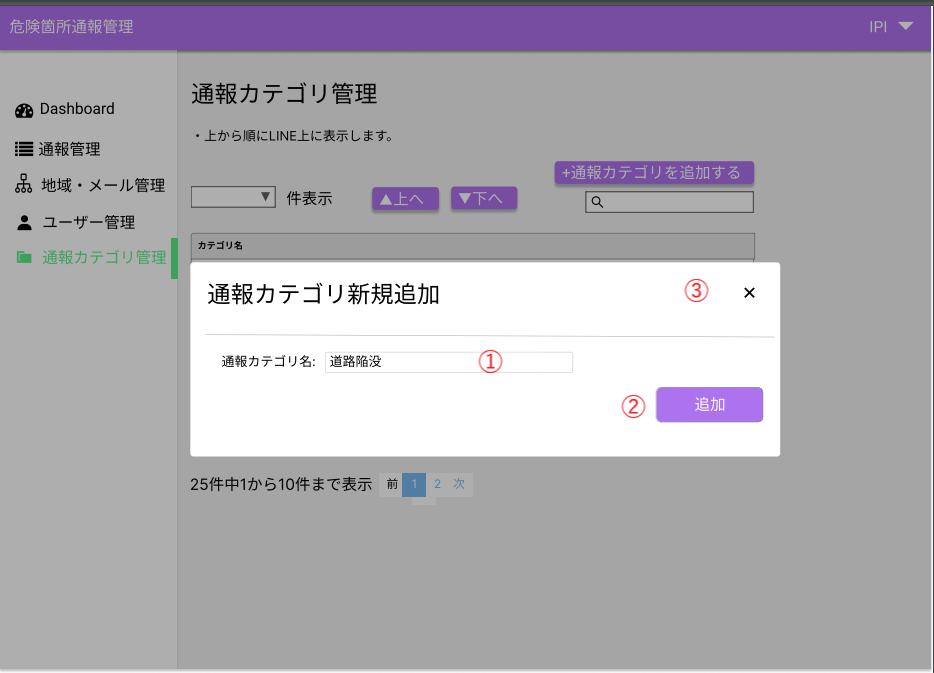 危険箇所通報管理
IPI
Dashboard
通報管理
地域・メール管理
ユーザー管理
通報カテゴリ管理
通報カテゴリ管理
・上から順にLINE上に表示します。
+通報カテゴリを追加する
件表示
▲上へ
▼下へ
カテゴリ名
通報カテゴリ新規追加
③
×
通報カテゴリ名: 道路陥没 ①
② 追加
25件中1から10件まで表示 前 1 2 次